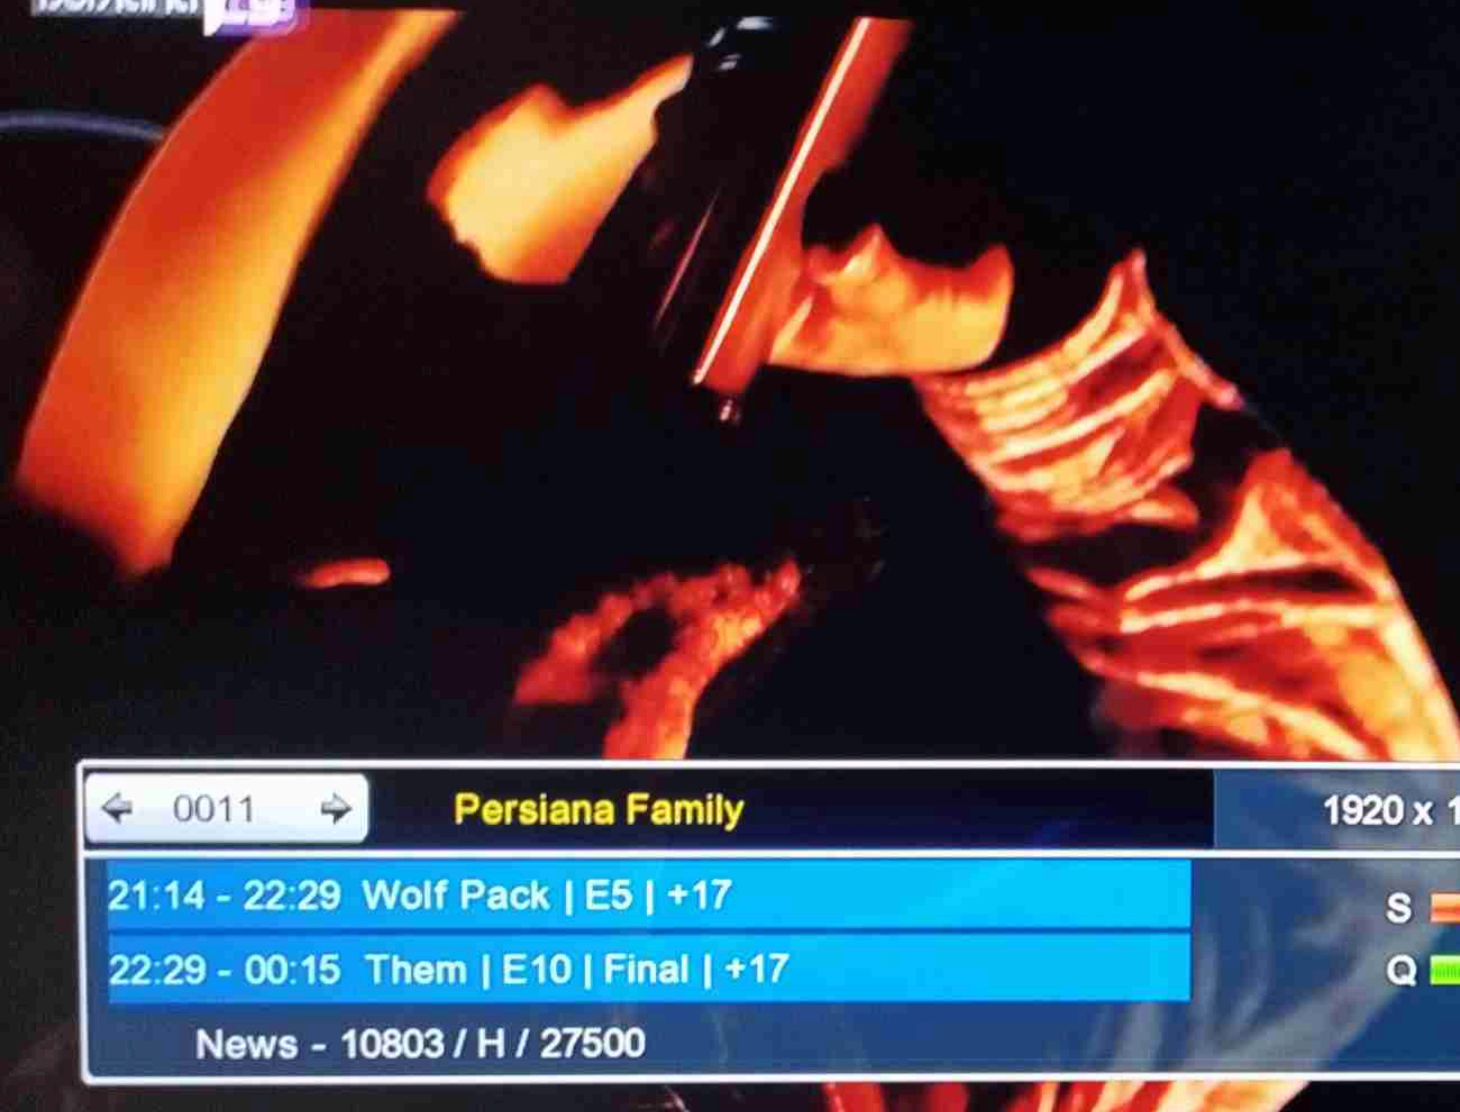 0011
Persiana Family
1920 x 1
21:14 - 22:29 Wolf Pack | E5 | +17
S
22:29 - 00:15 Them | E10 | Final | +17
Q
News - 10803 / H / 27500